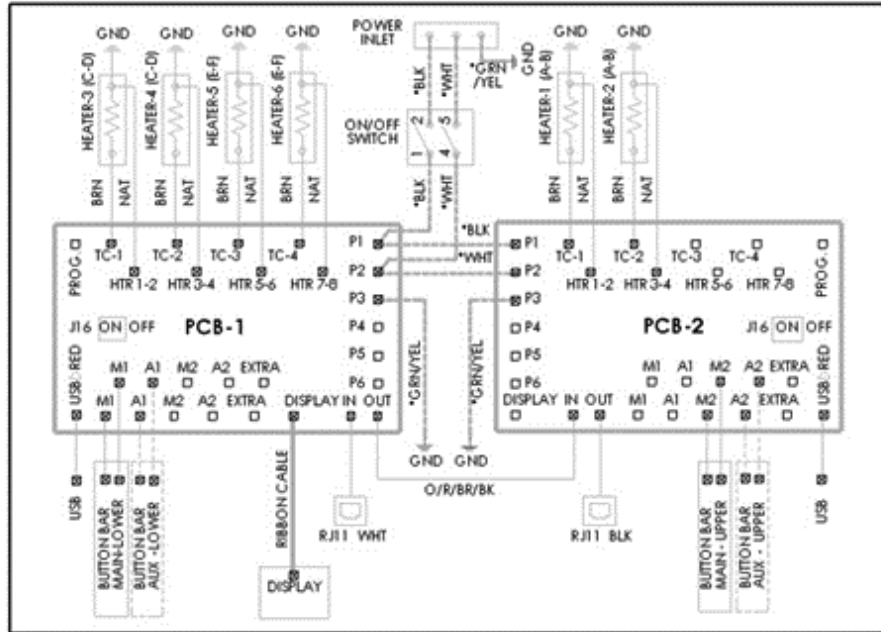 POWER
INLET
GND GND GND GND GND GND
*GRN
/YEL
GND
HEATER-3 (C-D)
HEATER-4 (C-D)
HEATER-5 (E-F)
HEATER-6 (E-F)
*BLK
*WHT
HEATER-1 (A-B)
HEATER-2 (A-B)
ON/OFF
SWITCH
2 5
1 4
BRN NAT BRN NAT BRN NAT BRN NAT
*BLK
*WHT
BRN NAT BRN NAT
PROG.
TC-1 TC-2 TC-3 TC-4
HTR 1-2 HTR 3-4 HTR 5-6 HTR 7-8
P1
P2
P3
P4
P5
P6
*BLK
*WHT
P1
P2
P3
P4
P5
P6
TC-1 TC-2 TC-3 TC-4
HTR 1-2 HTR 3-4 HTR 5-6 HTR 7-8
PROG.
J16 ON OFF
PCB-1
PCB-2
J16 ON OFF
USB RED
M1 A1 M2 A2 EXTRA
M1 A1 M2 A2 EXTRA DISPLAY IN OUT
*GRN/YEL
*GRN/YEL
M1 A1 M2 A2
DISPLAY IN OUT M1 A1 M2 A2 EXTRA
USB RED
GND GND
O/R/BR/BK
USB
BUTTON BAR
MAIN-LOWER
BUTTON BAR
AUX -LOWER
RIBBON CABLE
DISPLAY
RJ11 WHT
RJ11 BLK
BUTTON BAR
MAIN - UPPER
BUTTON BAR
AUX - UPPER
USB